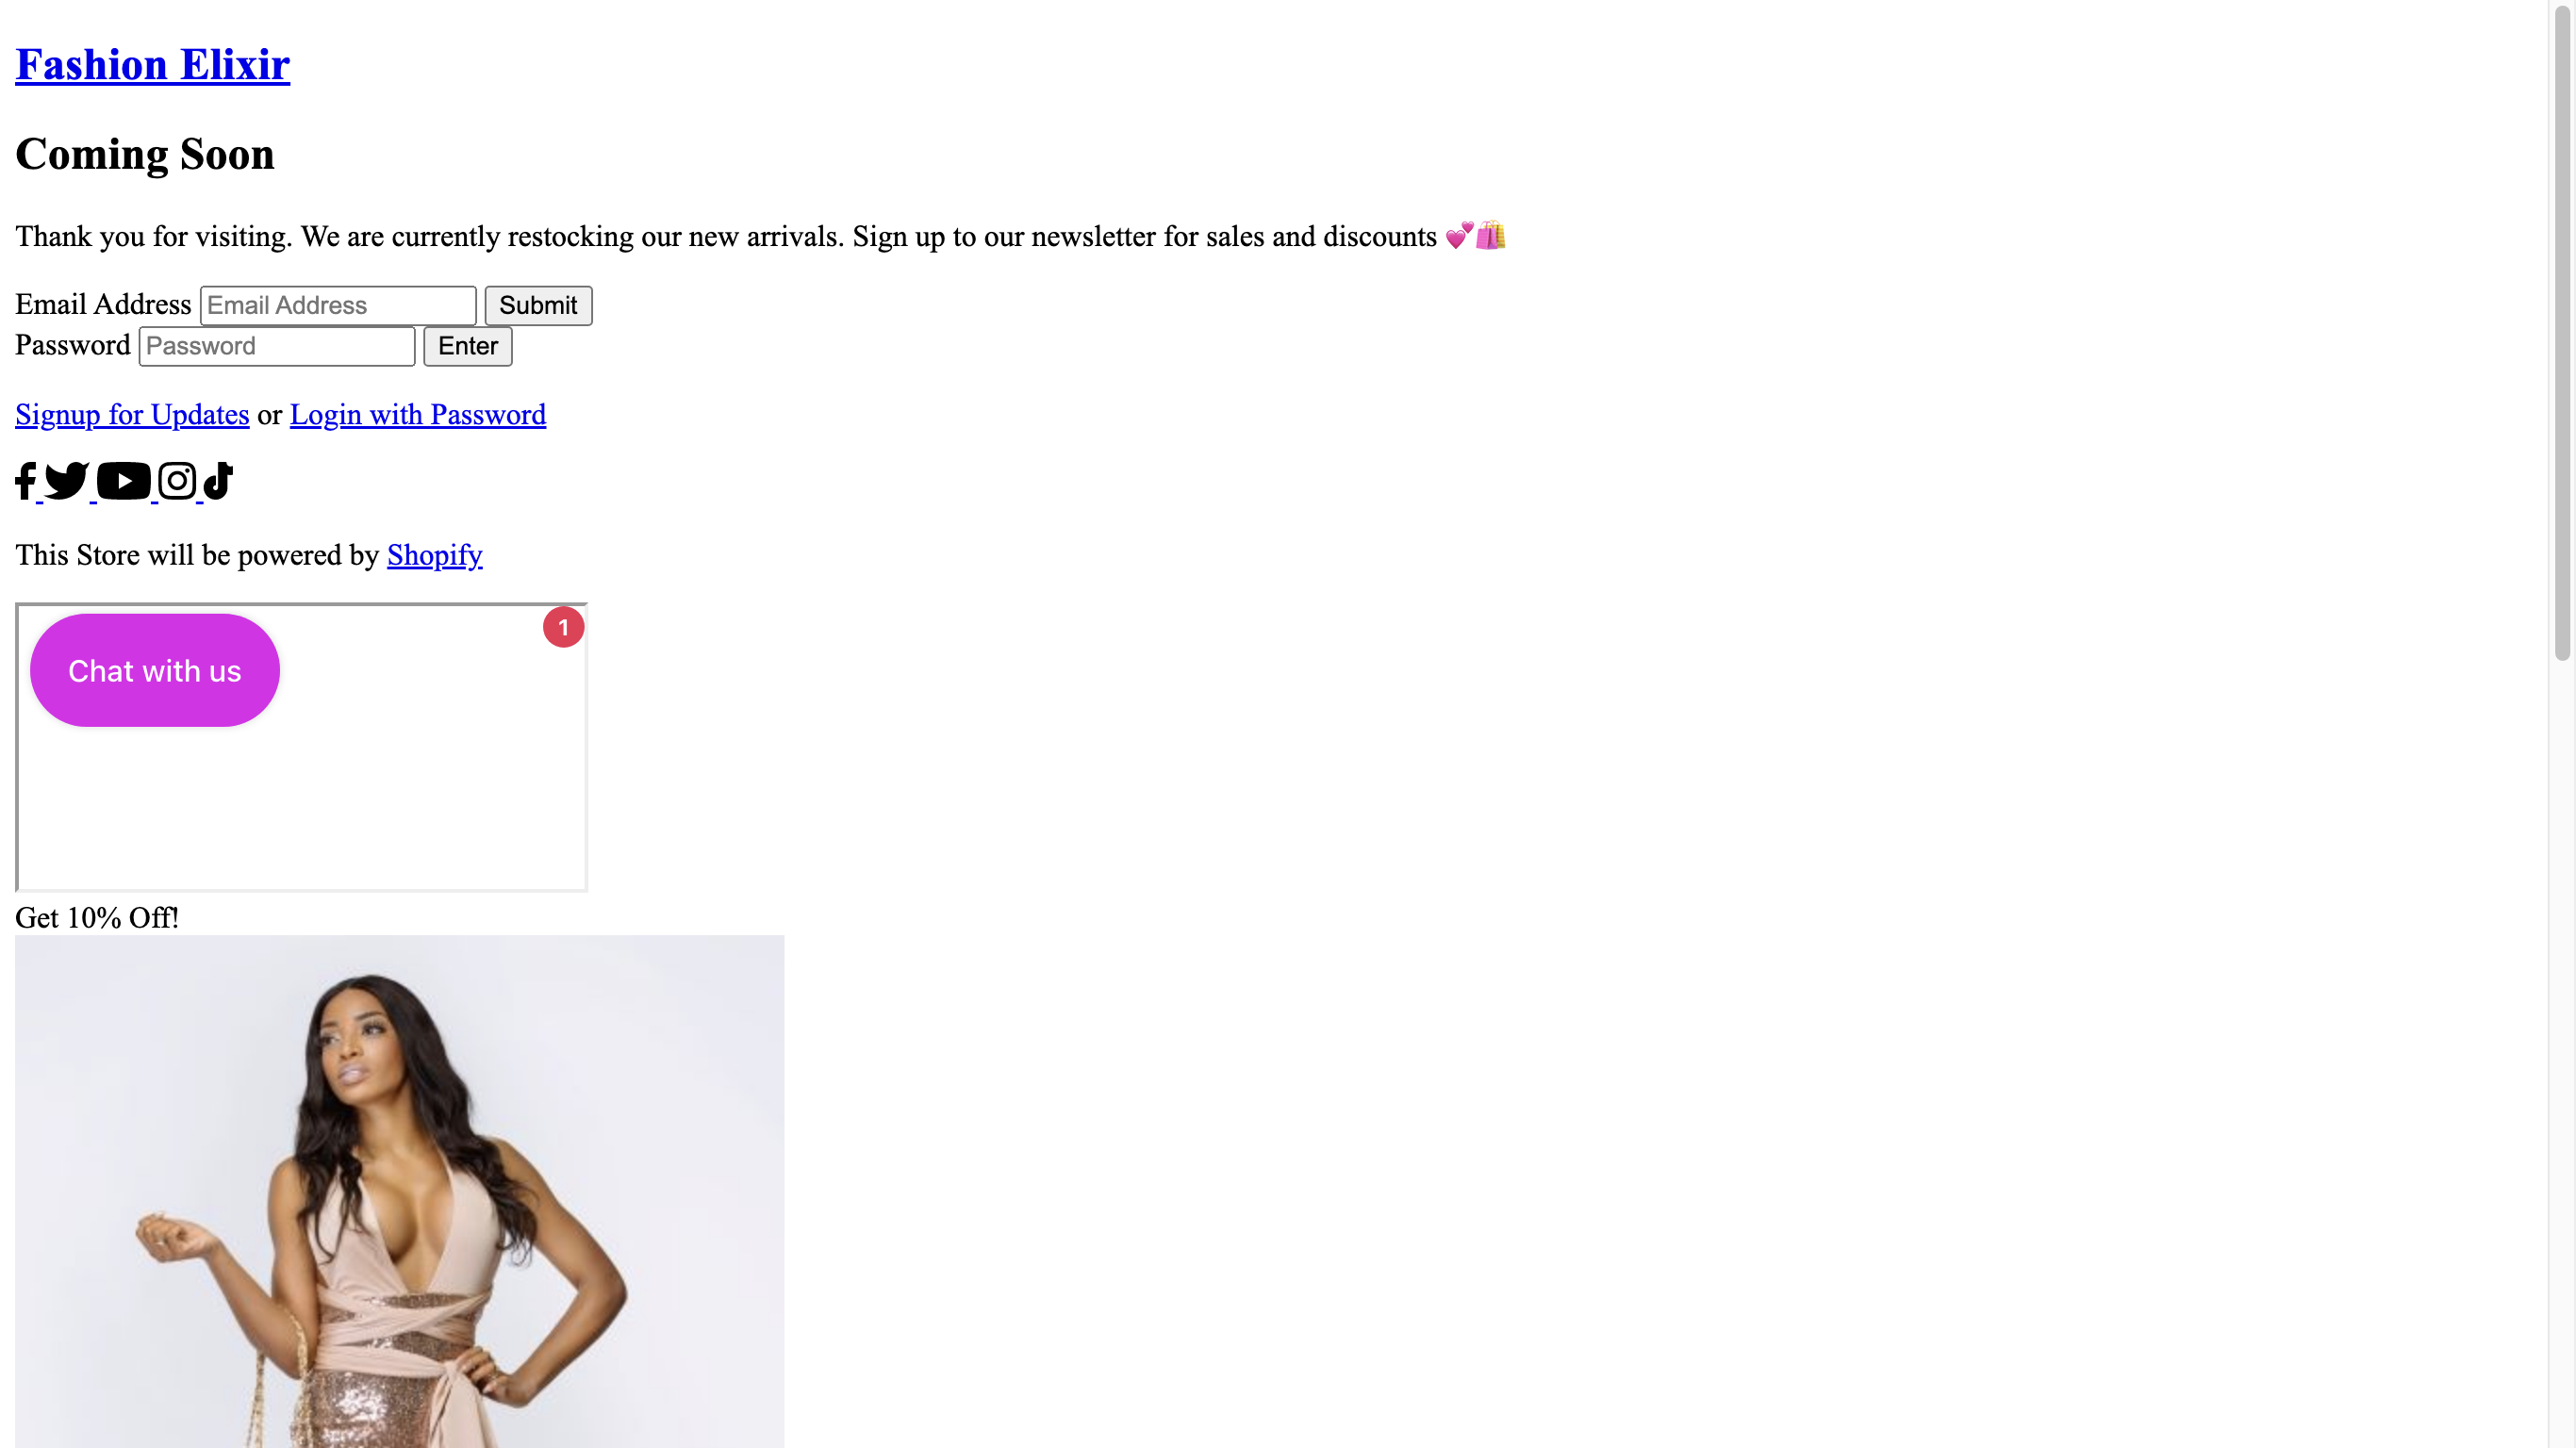 Fashion Elixir
Coming Soon
Thank you for visiting. We are currently restocking our new arrivals. Sign up to our newsletter for sales and discounts 💕🛍️
Email Address Email Address Submit
Password Password Enter
Signup for Updates or Login with Password
This Store will be powered by Shopify
1
Chat with us
Get 10% Off!